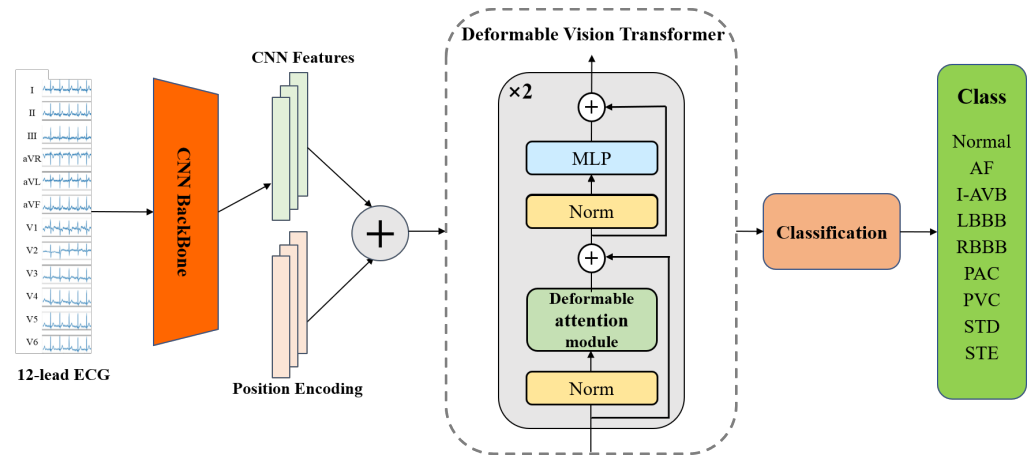 I
II
III
aVR
aVL
aVF
V1
V2
V3
V4
V5
V6
12-lead ECG
CNN BackBone
CNN Features
+
Position Encoding
Deformable Vision Transformer
×2
+
MLP
Norm
+
Deformable
attention
module
Norm
Classification
Class
Normal
AF
I-AVB
LBBB
RBBB
PAC
PVC
STD
STE